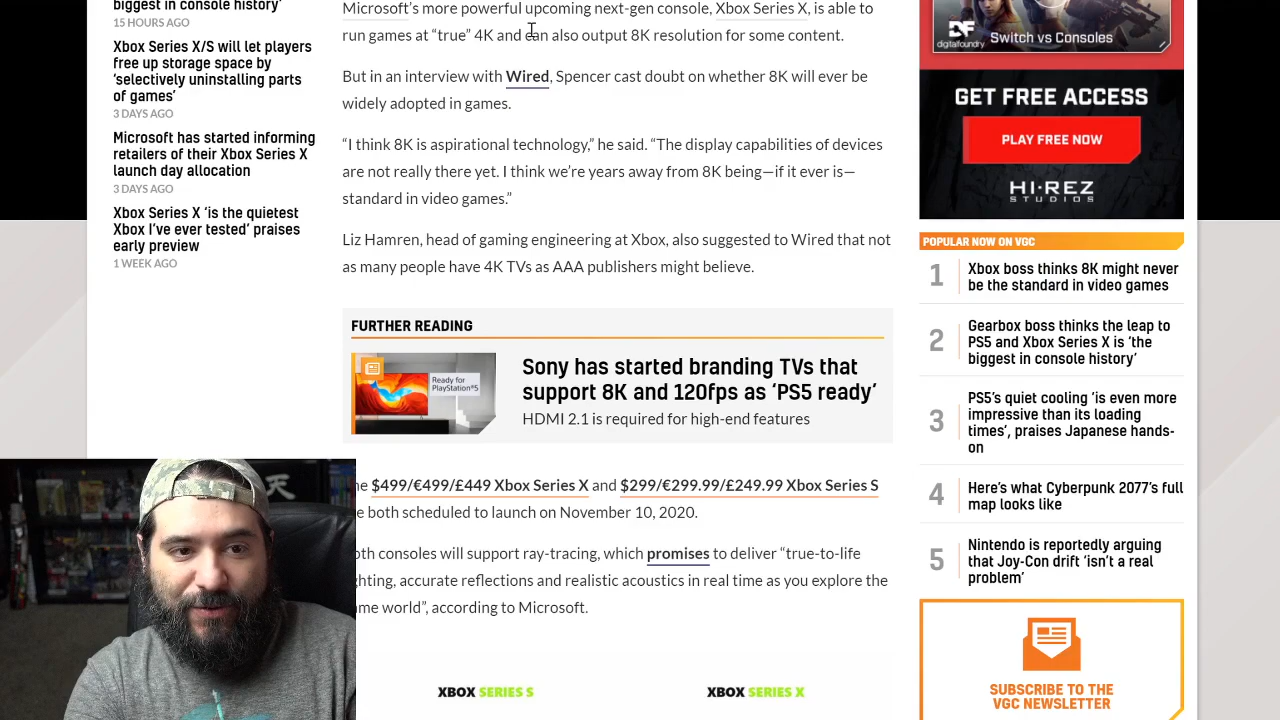 biggest in console history'
15 HOURS AGO
Xbox Series X/S will let players
free up storage space by
‘selectively uninstalling parts
of games’
3 DAYS AGO
Microsoft has started informing
retailers of their Xbox Series X
launch day allocation
3 DAYS AGO
Xbox Series X ‘is the quietest
Xbox I’ve ever tested’ praises
early preview
1 WEEK AGO
Microsoft’s more powerful upcoming next-gen console, Xbox Series X, is able to
run games at “true” 4K and can also output 8K resolution for some content.
But in an interview with Wired, Spencer cast doubt on whether 8K will ever be
widely adopted in games.
“I think 8K is aspirational technology,” he said. “The display capabilities of devices
are not really there yet. I think we’re years away from 8K being—if it ever is—
standard in video games.”
Liz Hamren, head of gaming engineering at Xbox, also suggested to Wired that not
as many people have 4K TVs as AAA publishers might believe.
FURTHER READING
Ready for
PlayStation®5
Sony has started branding TVs that
support 8K and 120fps as ‘PS5 ready’
HDMI 2.1 is required for high-end features
he $499/€499/£449 Xbox Series X and $299/€299.99/£249.99 Xbox Series S
e both scheduled to launch on November 10, 2020.
oth consoles will support ray-tracing, which promises to deliver “true-to-life
ghting, accurate reflections and realistic acoustics in real time as you explore the
me world”, according to Microsoft.
XBOX SERIES S
XBOX SERIES X
DF
digitalfoundry
Switch vs Consoles
GET FREE ACCESS
PLAY FREE NOW
HI-REZ
STUDIOS
POPULAR NOW ON VGC
1
Xbox boss thinks 8K might never
be the standard in video games
2
Gearbox boss thinks the leap to
PS5 and Xbox Series X is ‘the
biggest in console history’
3
PS5’s quiet cooling ‘is even more
impressive than its loading
times’, praises Japanese hands-
on
4
Here’s what Cyberpunk 2077’s full
map looks like
5
Nintendo is reportedly arguing
that Joy-Con drift ‘isn’t a real
problem’
SUBSCRIBE TO THE
VGC NEWSLETTER
天